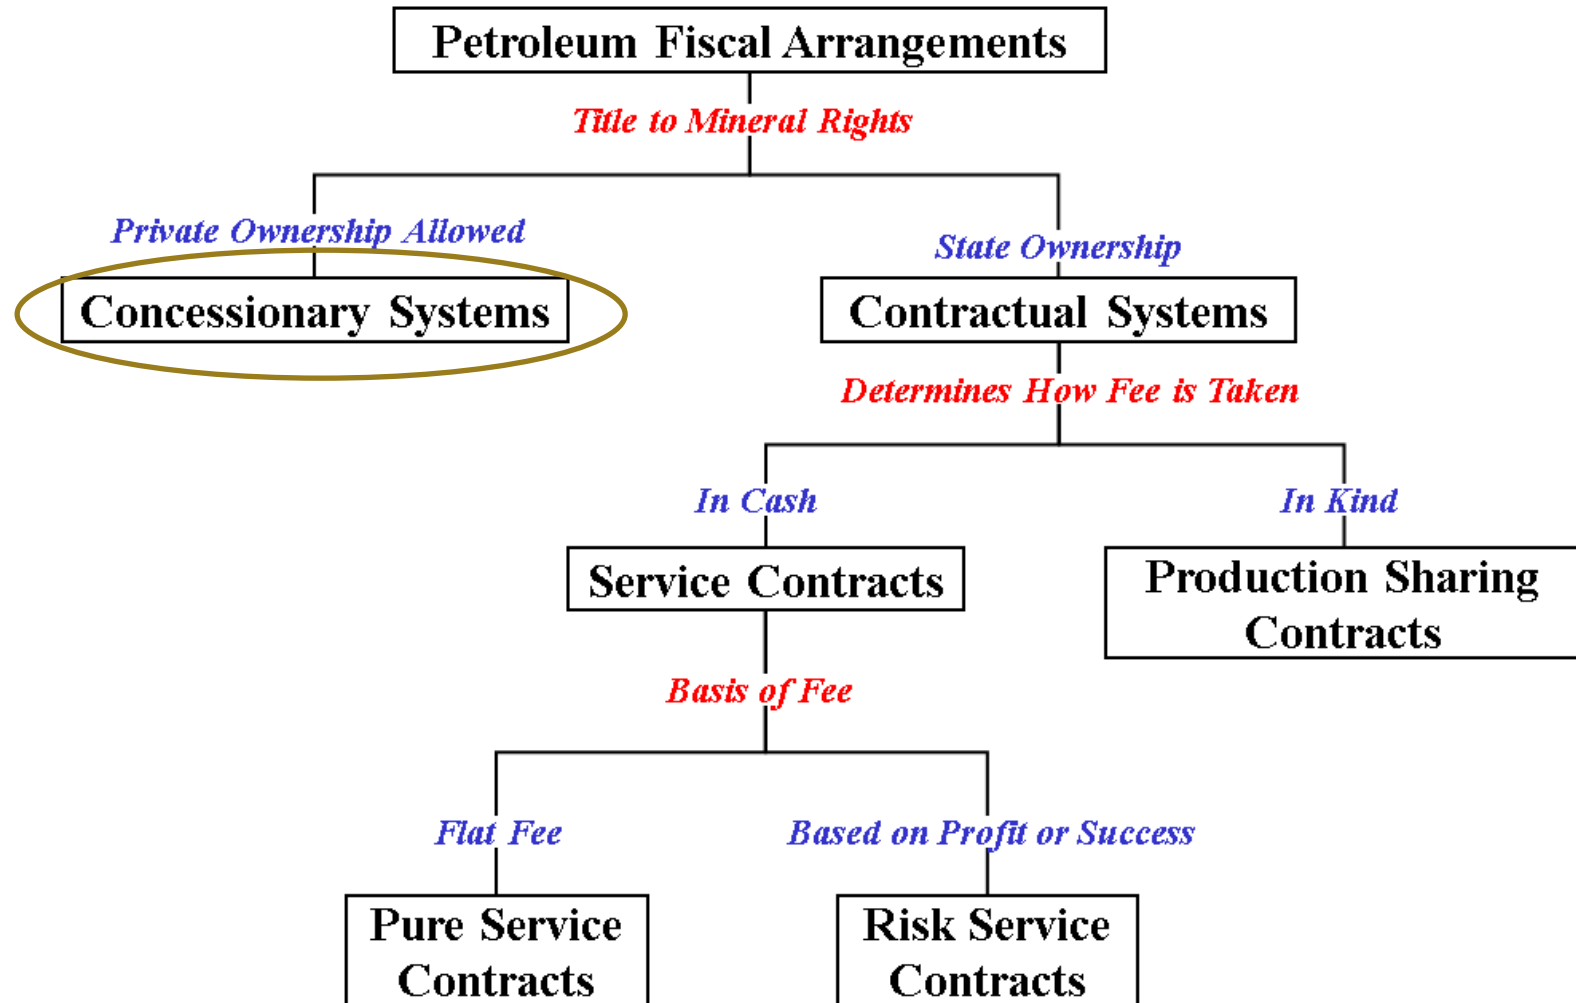 Petroleum Fiscal Arrangements
Title to Mineral Rights
Private Ownership Allowed
State Ownership
Concessionary Systems
Contractual Systems
Determines How Fee is Taken
In Cash
In Kind
Service Contracts
Production Sharing
Contracts
Basis of Fee
Flat Fee
Based on Profit or Success
Pure Service
Contracts
Risk Service
Contracts